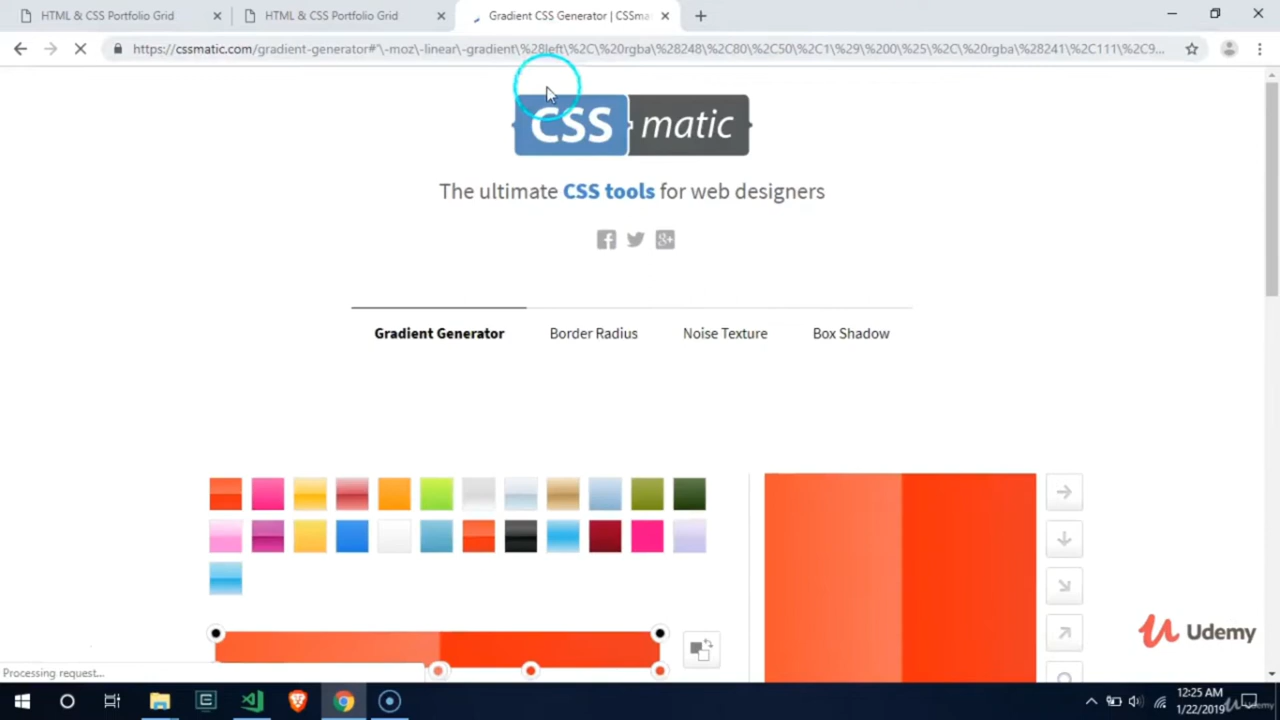 HTML & CSS Portfolio Grid
HTML & CSS Portfolio Grid
Gradient CSS Generator | CSSma
https://cssmatic.com/gradient-generator#'\-moz\-linear\-gradient\%28left\%2C\%20rgba\%28248\%2C80\%2C50\%2C1\%29\%200\%25\%2C\%20rgba\%28241\%2C111\%2C9...
CSS matic
The ultimate CSS tools for web designers
Gradient Generator
Border Radius
Noise Texture
Box Shadow
Udemy
Processing request...
12:25 AM
1/22/2019
Udemy